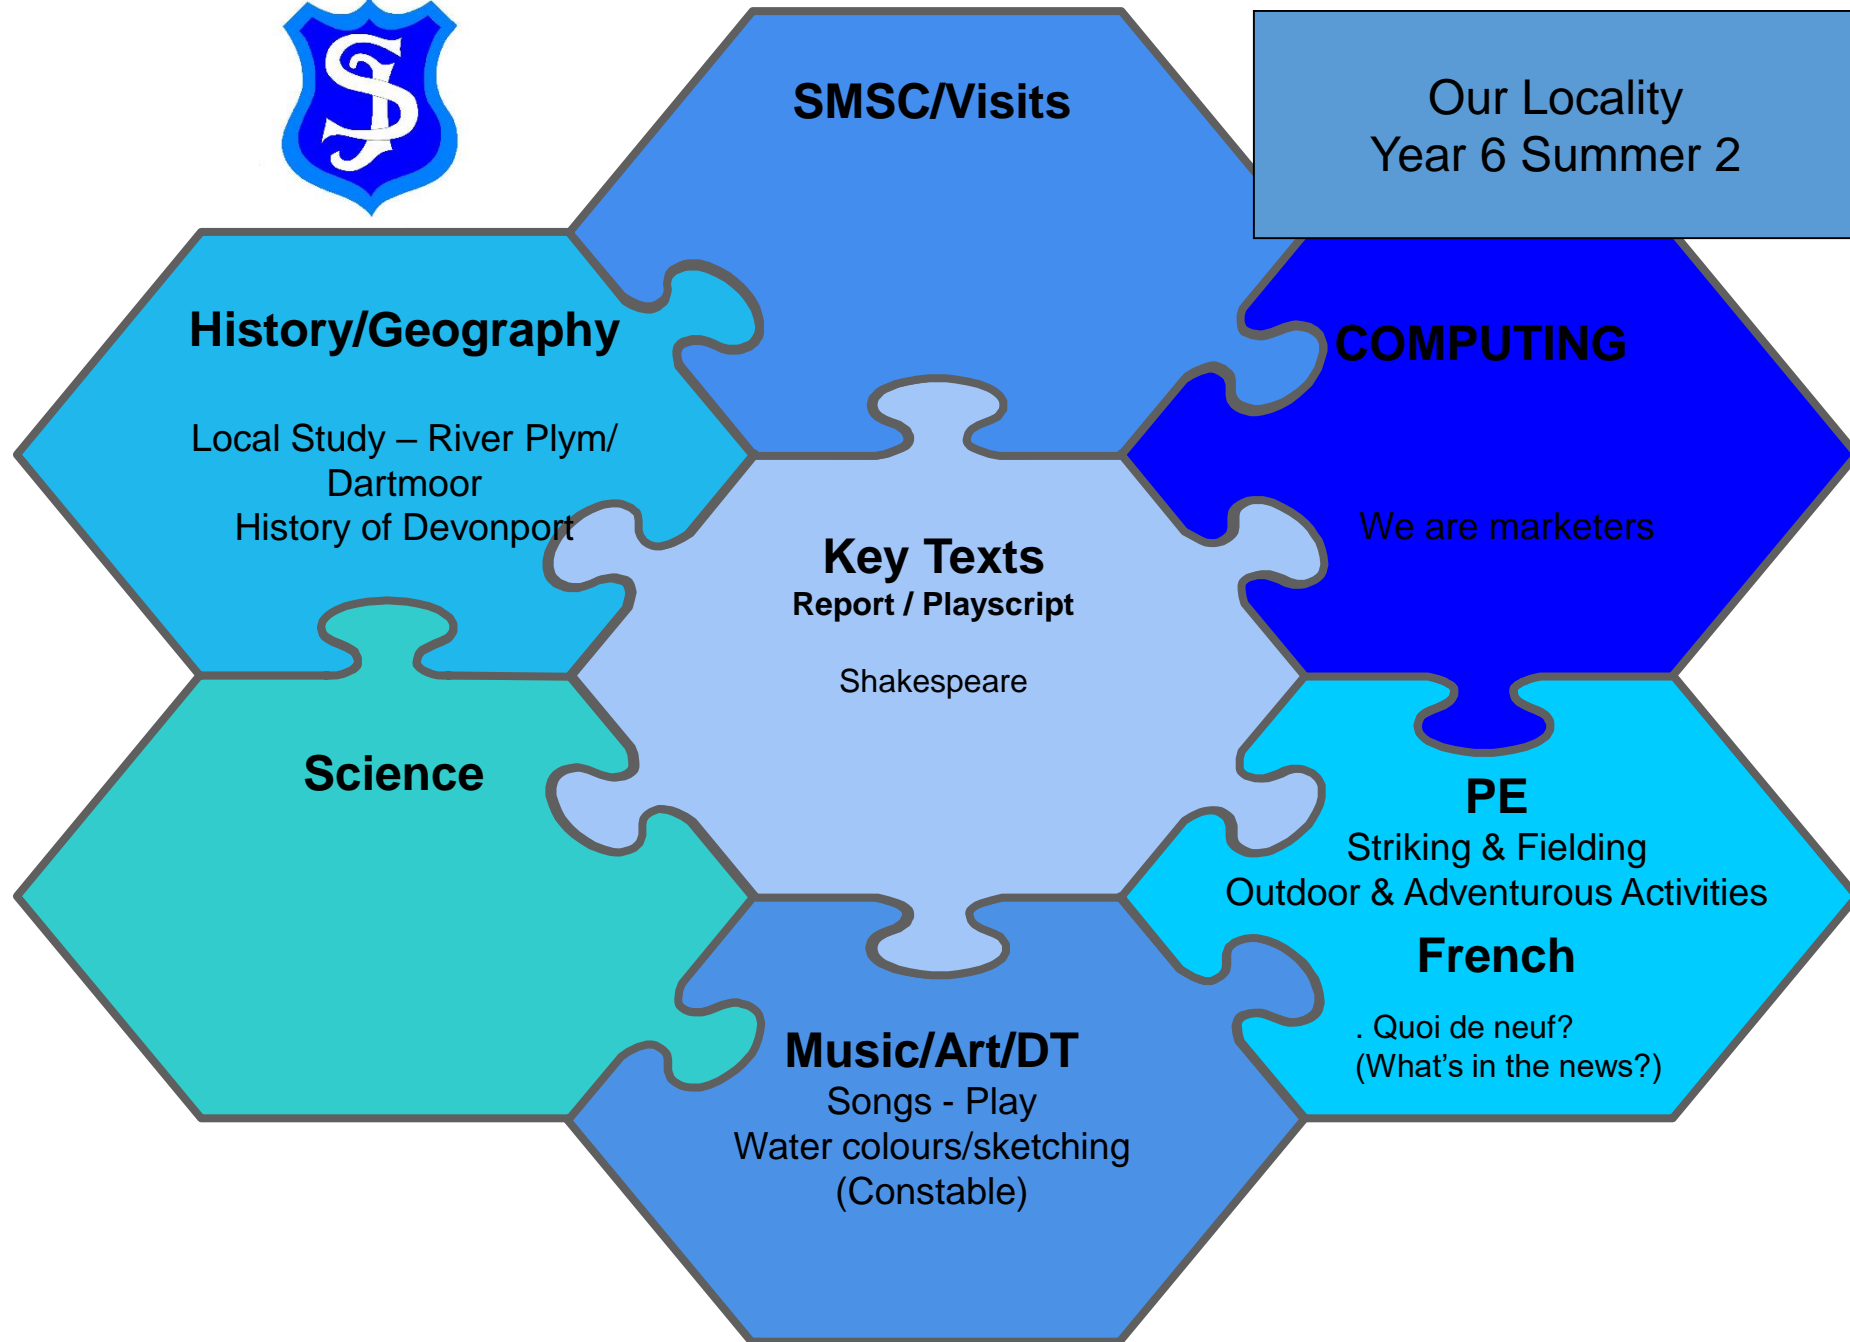 SJ
SMSC/Visits
Our Locality
Year 6 Summer 2
History/Geography
Local Study – River Plym/
Dartmoor
History of Devonport
COMPUTING
We are marketers
Key Texts
Report / Playscript
Shakespeare
Science
PE
Striking & Fielding
Outdoor & Adventurous Activities
French
. Quoi de neuf?
(What's in the news?)
Music/Art/DT
Songs - Play
Water colours/sketching
(Constable)